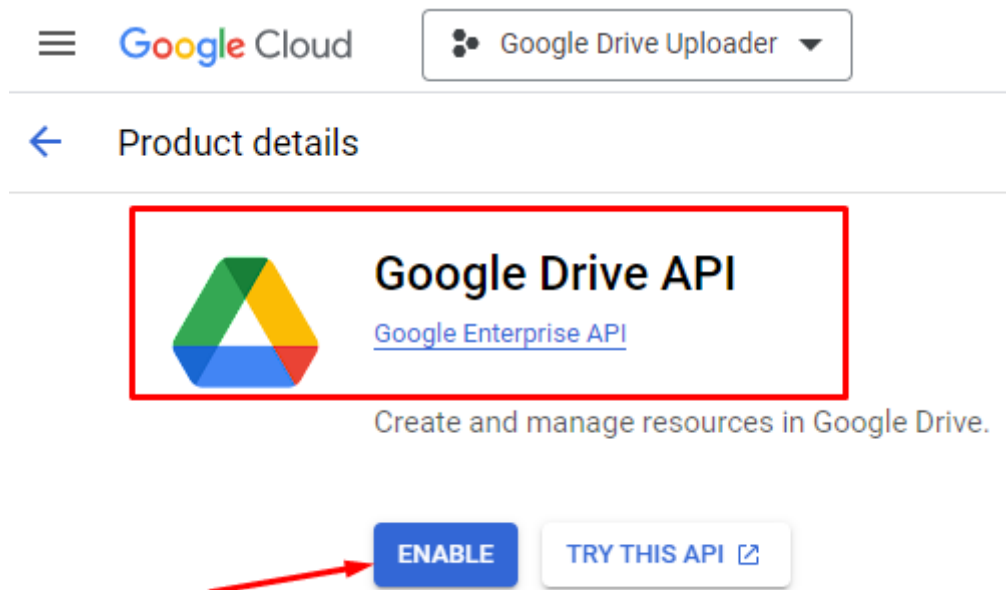 Google Cloud
Google Drive Uploader
Product details
Google Drive API
Google Enterprise API
Create and manage resources in Google Drive.
ENABLE
TRY THIS API